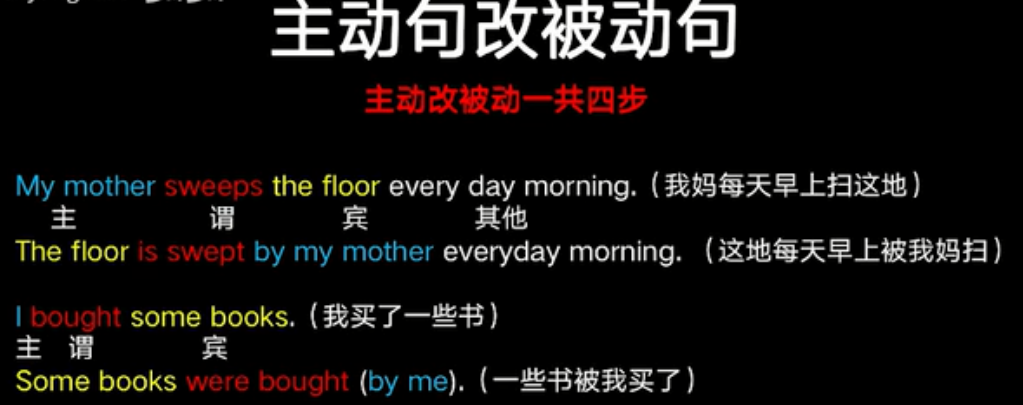 主动句改被动句
主动改被动一共四步
My mother sweeps the floor every day morning.（我妈每天早上扫这地）
主 谓 宾 其他
The floor is swept by my mother everyday morning. （这地每天早上被我妈扫）
I bought some books.（我买了一些书）
主 谓 宾
Some books were bought (by me).（一些书被我买了）